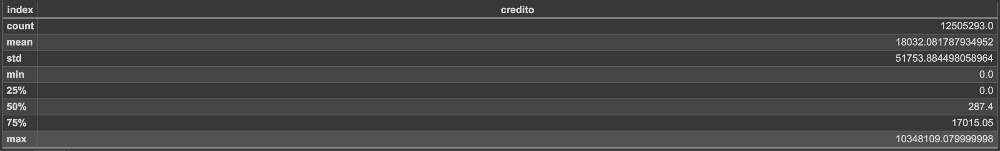 index credito
count 12505293.0
mean 18032.081787934952
std 51753.884498058964
min 0.0
25% 0.0
50% 287.4
75% 17015.05
max 10348109.079999998